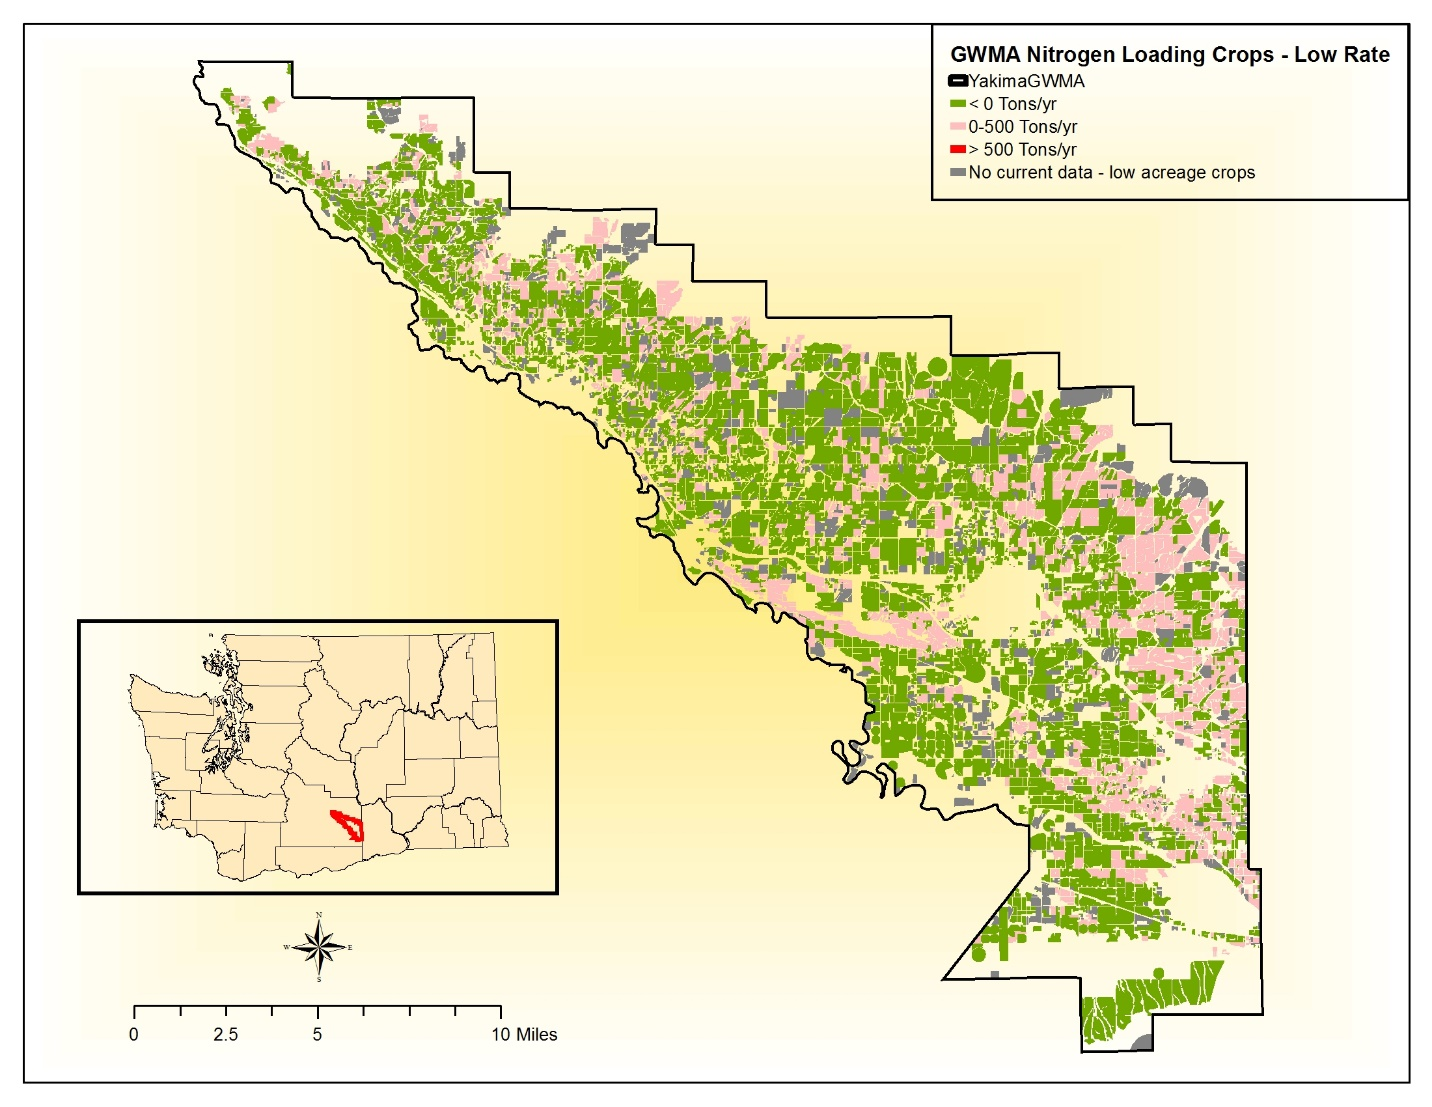 GWMA Nitrogen Loading Crops - Low Rate
YakimaGWMA
< 0 Tons/yr
0-500 Tons/yr
> 500 Tons/yr
No current data - low acreage crops
N
W E
S
0 2.5 5 10 Miles